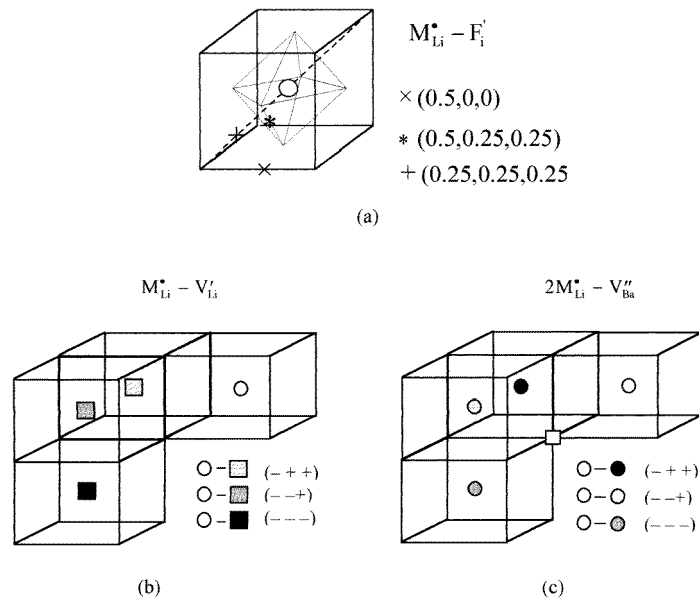 M•Li – F'i
× (0.5,0,0)
* (0.5,0.25,0.25)
+ (0.25,0.25,0.25
(a)
M•Li – V'Li
2M•Li – V''Ba
○–□ (–++)
○–■ (––+)
○–■ (–––)
○–● (–++)
○–○ (––+)
○–● (–––)
(b)
(c)